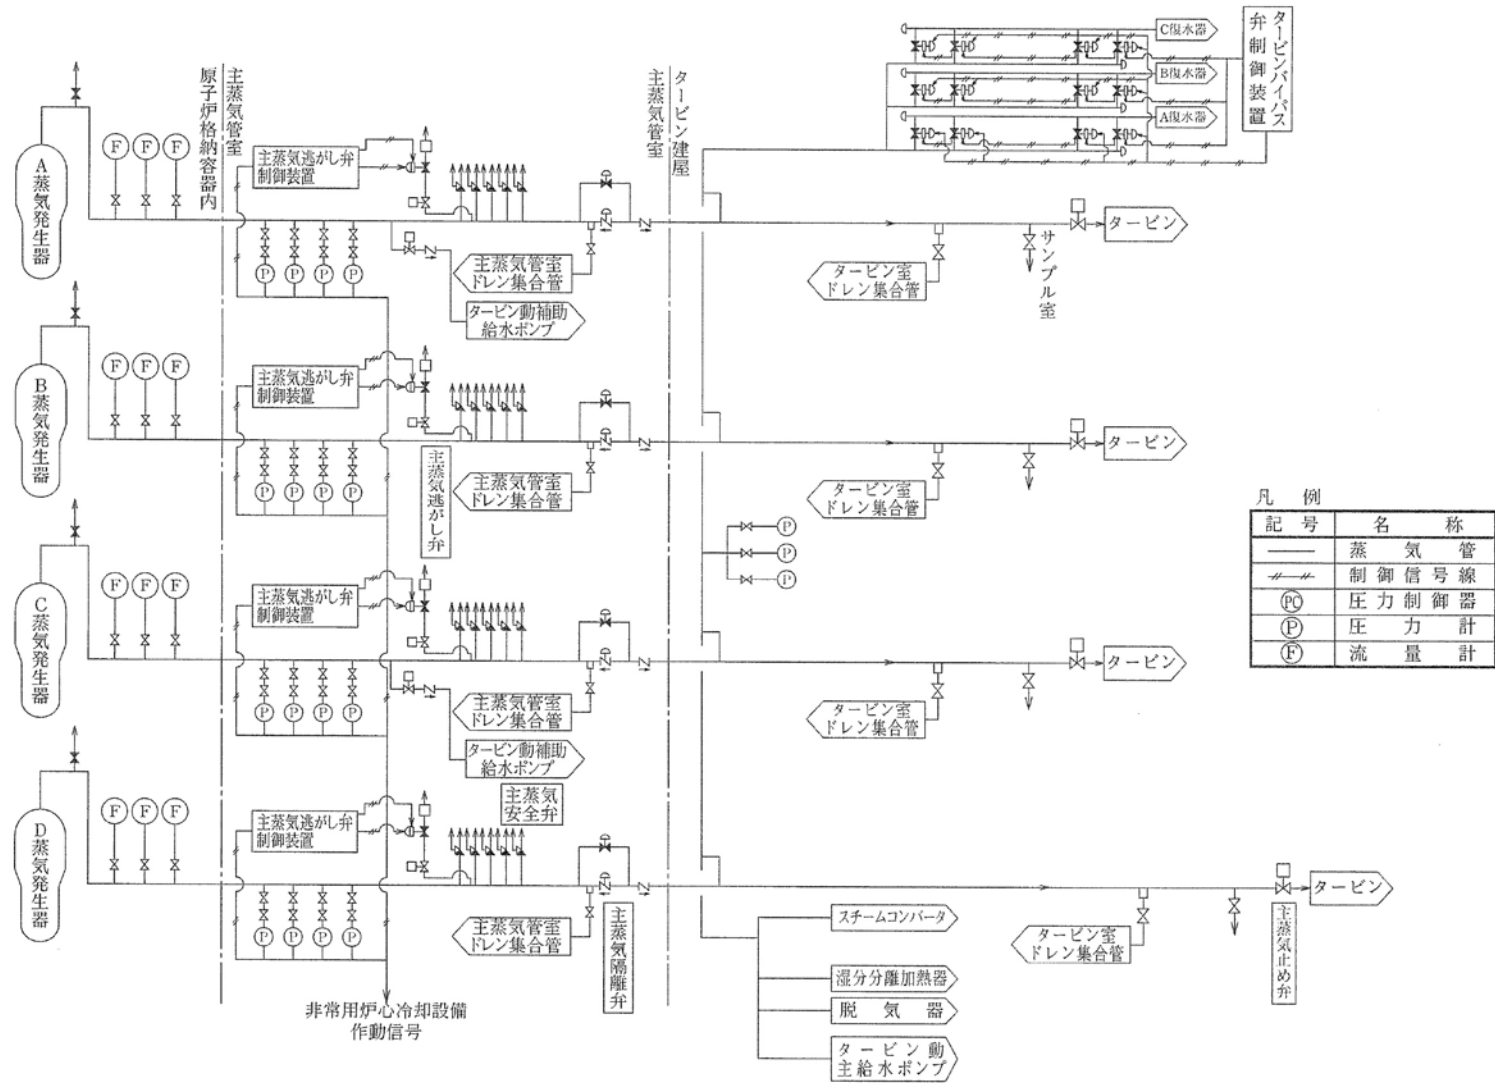 C復水器
B復水器
A復水器
タービンバイパス
弁制御装置
原子炉格納容器内
主蒸気管室
主蒸気管室
タービン建屋
A蒸気発生器
F
F
F
主蒸気逃がし弁
制御装置
P
P
P
P
主蒸気管室
ドレン集合管
タービン動補助
給水ポンプ
タービン室
ドレン集合管
サンプル室
タービン
B蒸気発生器
F
F
F
主蒸気逃がし弁
制御装置
P
P
P
P
主蒸気逃がし弁
主蒸気管室
ドレン集合管
タービン室
ドレン集合管
タービン
P
P
P
C蒸気発生器
F
F
F
主蒸気逃がし弁
制御装置
P
P
P
P
主蒸気管室
ドレン集合管
タービン動補助
給水ポンプ
タービン室
ドレン集合管
タービン
主蒸気
安全弁
D蒸気発生器
F
F
F
主蒸気逃がし弁
制御装置
P
P
P
P
主蒸気管室
ドレン集合管
主蒸気隔離弁
タービン室
ドレン集合管
タービン
主蒸気止め弁
スチームコンバータ
湿分分離加熱器
脱気器
タービン動
主給水ポンプ
非常用炉心冷却設備
作動信号
凡例
記号 名称
蒸気管
制御信号線
PC 圧力制御器
P 圧力計
F 流量計